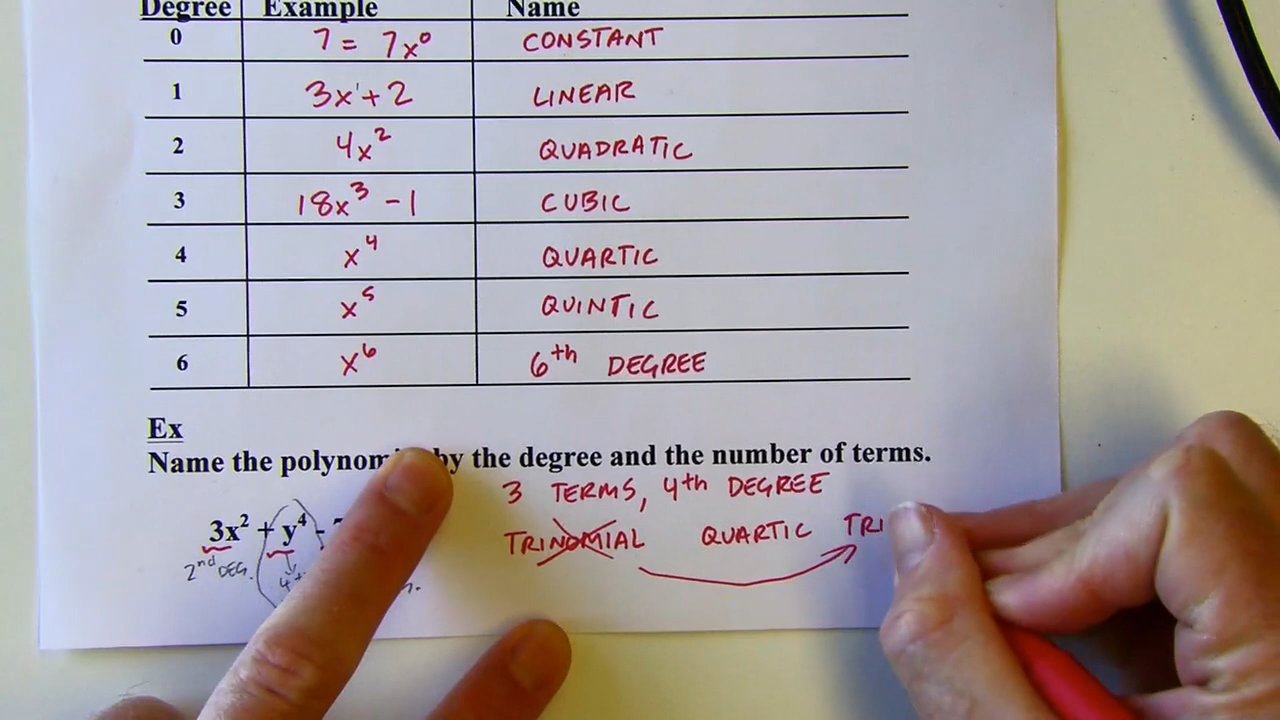 Degree Example Name
0 7 = 7x⁰ CONSTANT
1 3x¹+2 LINEAR
2 4x² QUADRATIC
3 18x³ -1 CUBIC
4 x⁴ QUARTIC
5 x⁵ QUINTIC
6 x⁶ 6th DEGREE
Ex
Name the by the degree and the number of terms.
3 TERMS, 4th DEGREE
3x² + y⁴ -
TRINOMIAL QUARTIC TRI
2nd DEG.